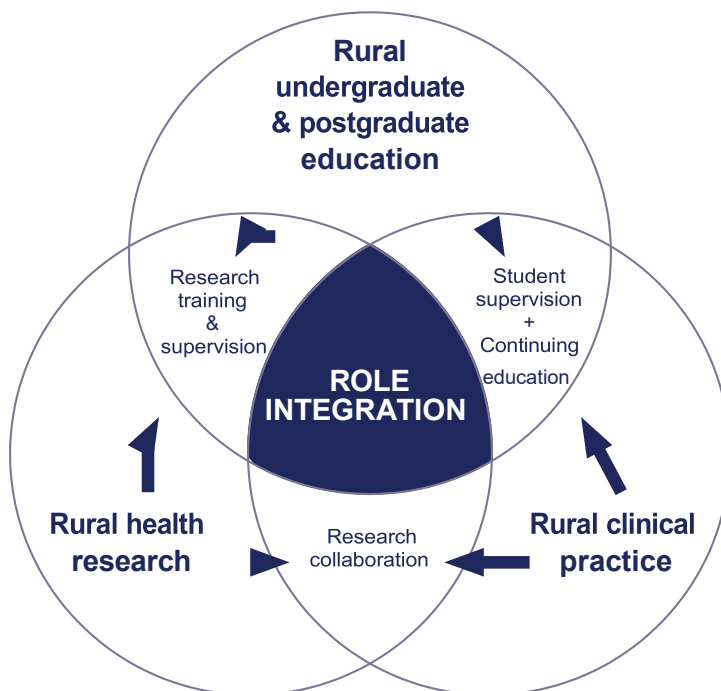 Rural
undergraduate
& postgraduate
education
Research
training
&
supervision
Student
supervision
+
Continuing
education
ROLE
INTEGRATION
Rural health
research
Research
collaboration
Rural clinical
practice